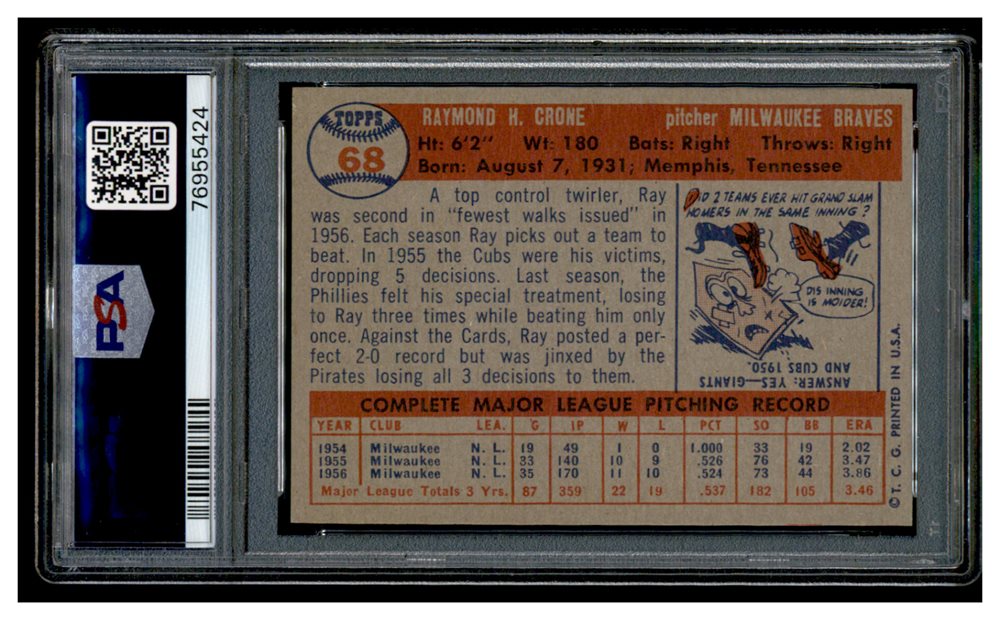 76955424
PSA
TOPPS
68
RAYMOND H. CRONE pitcher MILWAUKEE BRAVES
Ht: 6'2" Wt: 180 Bats: Right Throws: Right
Born: August 7, 1931; Memphis, Tennessee
A top control twirler, Ray
was second in "fewest walks issued" in
1956. Each season Ray picks out a team to
beat. In 1955 the Cubs were his victims,
dropping 5 decisions. Last season, the
Phillies felt his special treatment, losing
to Ray three times while beating him only
once. Against the Cards, Ray posted a per-
fect 2-0 record but was jinxed by the
Pirates losing all 3 decisions to them.
DID 2 TEAMS EVER HIT GRAND SLAM
HOMERS IN THE SAME INNING?
DIS INNING
IS MOIDER!
ANSWER: YES—GIANTS
AND CUBS 1950.
COMPLETE MAJOR LEAGUE PITCHING RECORD
YEAR CLUB LEA. G IP W L PCT SO BB ERA
1954 Milwaukee N. L. 19 49 1 0 1.000 33 19 2.02
1955 Milwaukee N. L. 33 140 10 9 .526 76 42 3.47
1956 Milwaukee N. L. 35 170 11 10 .524 73 44 3.86
Major League Totals 3 Yrs. 87 359 22 19 .537 182 105 3.46
© T. C. G. PRINTED IN U.S.A.